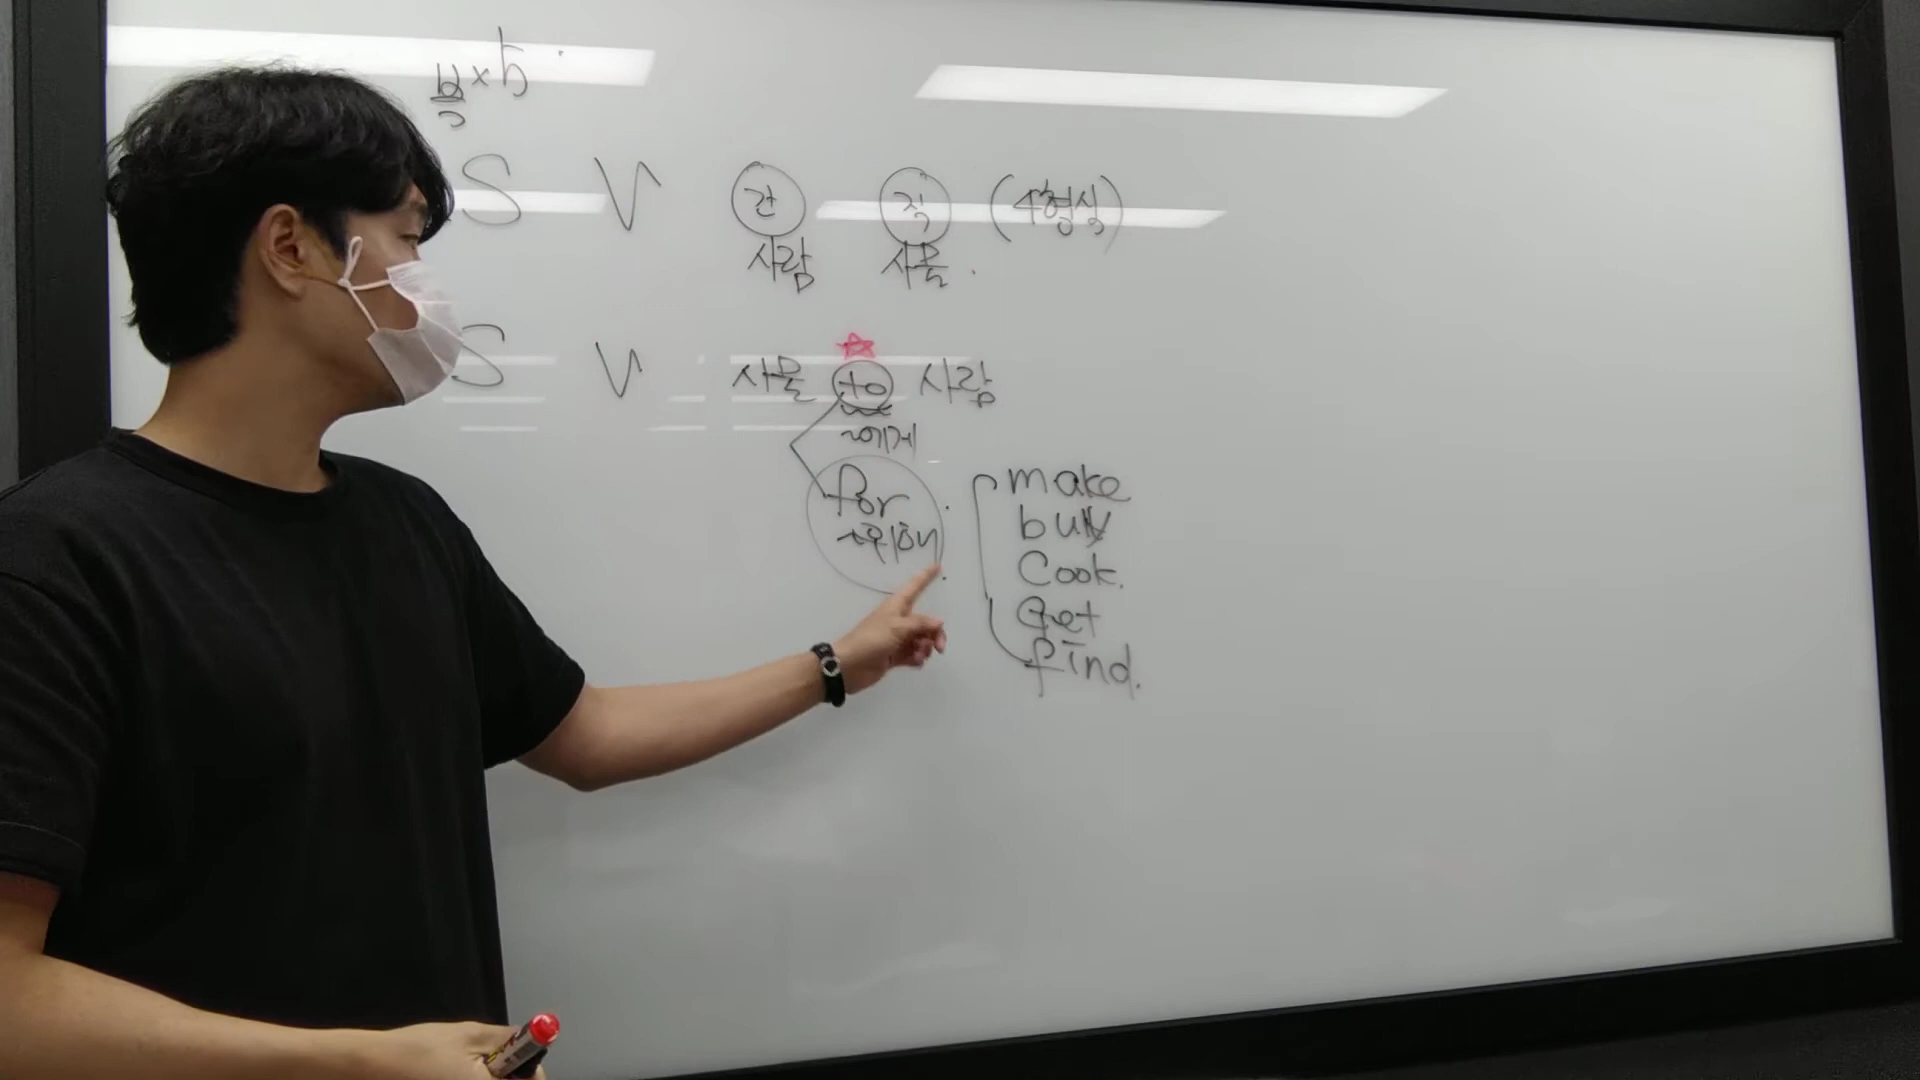 S V 간 직 (4형식)
사람 사물.
S V 사물 to 사람
~에게
for
~위해
make
buy
Cook.
Get
find.